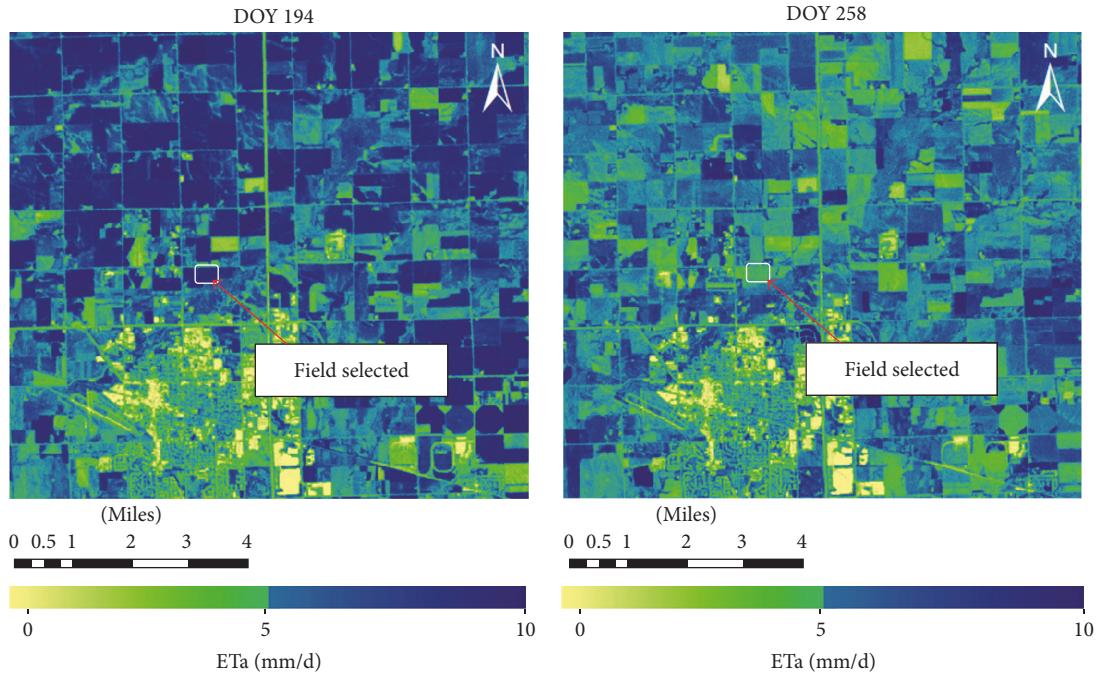 DOY 194
DOY 258
N
N
Field selected
Field selected
(Miles)
(Miles)
0 0.5 1 2 3 4
0 0.5 1 2 3 4
0 5 10
0 5 10
ETa (mm/d)
ETa (mm/d)